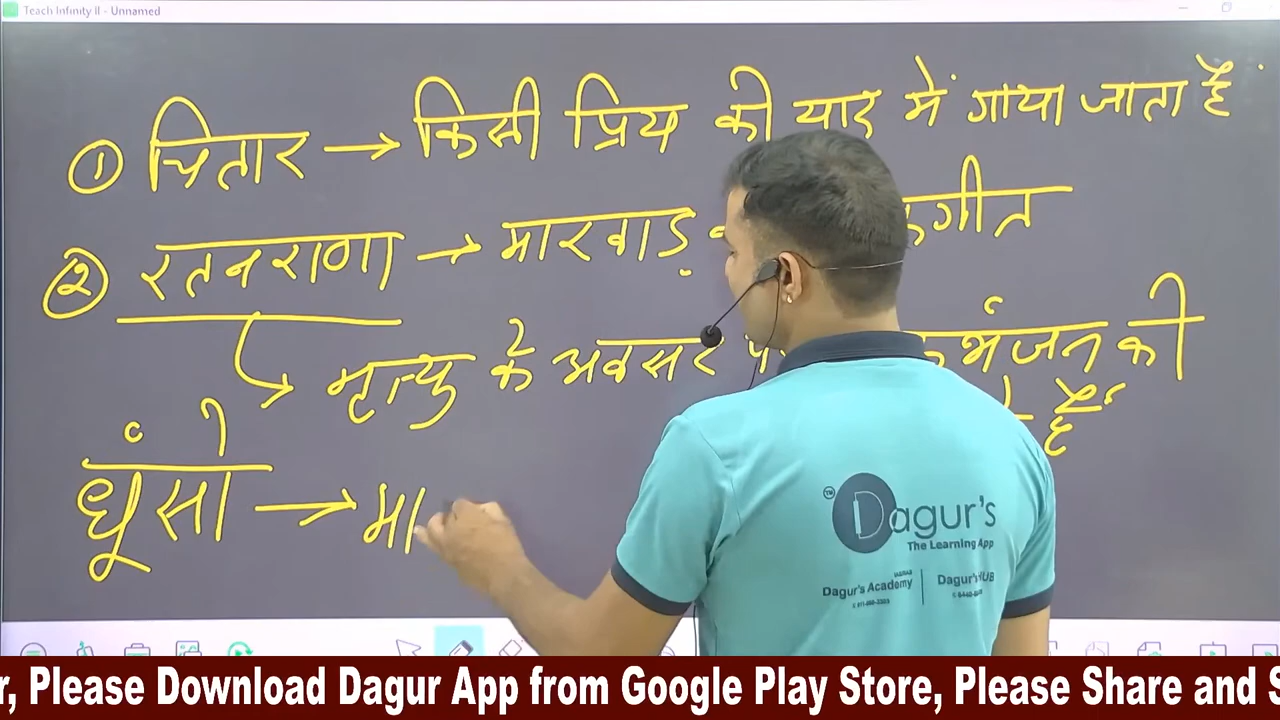 Teach Infinity II - Unnamed
① चितार → किसी प्रिय की याद में गाया जाता है
② रतनराणा → मारवाड़
मृत्यु के अवसर भंजन की
हैं
धूंसो → मा
Dagur's
The Learning App
Dagur's Academy
Dagur's HUB
r, Please Download Dagur App from Google Play Store, Please Share and S